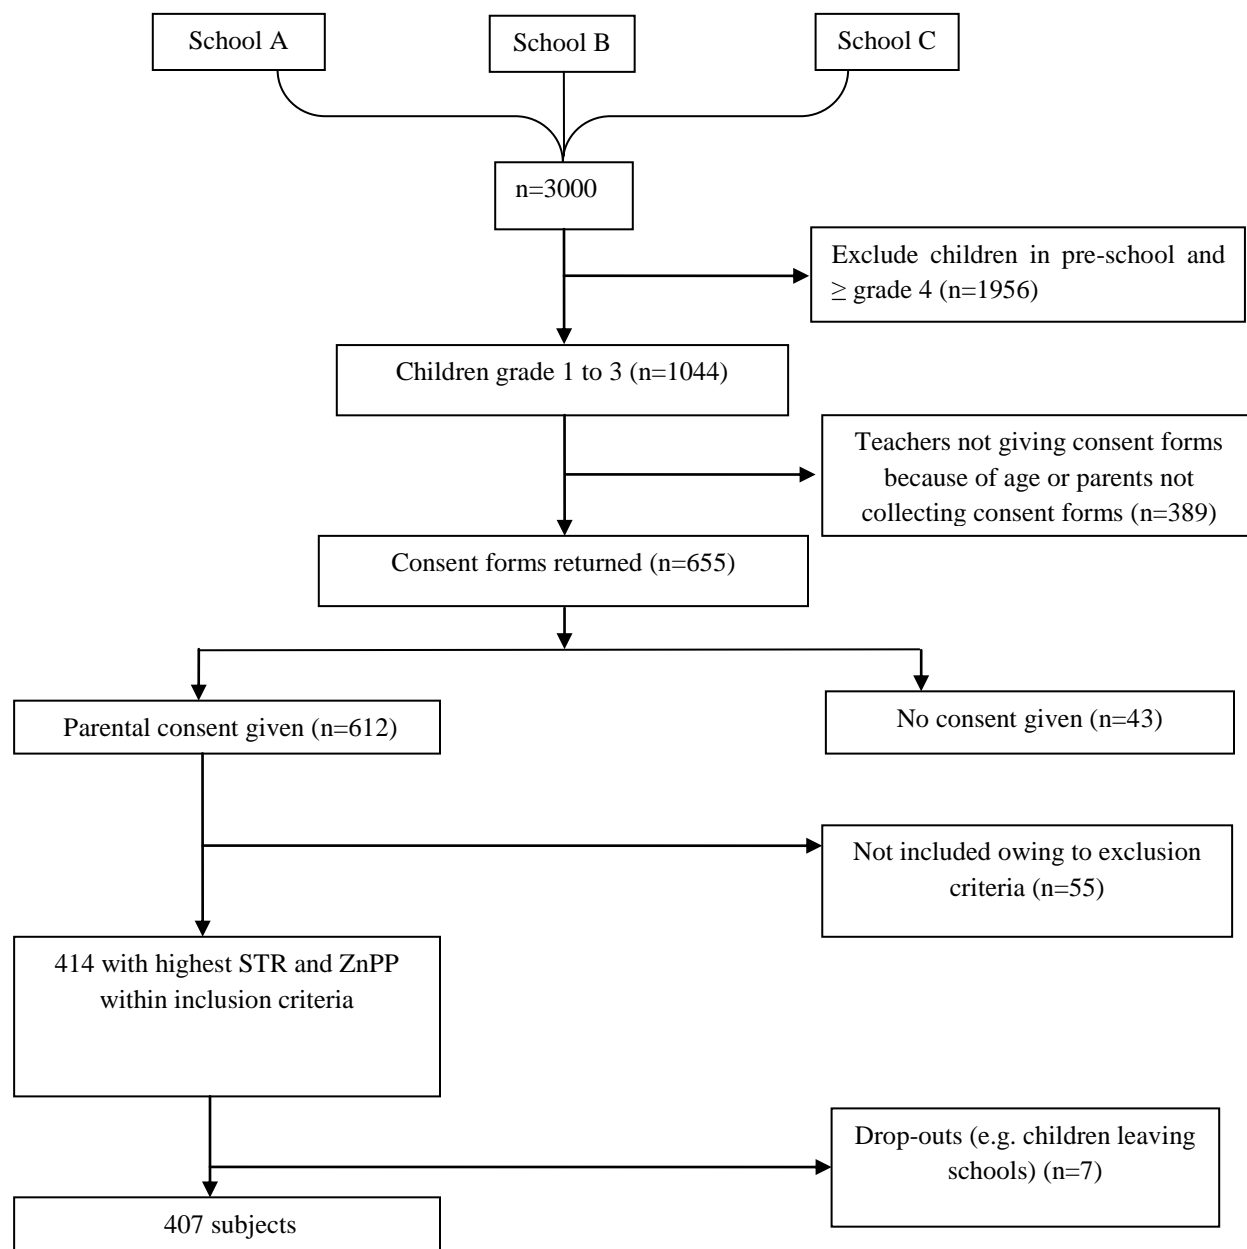 School A
School B
School C
n=3000
Exclude children in pre-school and
≥ grade 4 (n=1956)
Children grade 1 to 3 (n=1044)
Teachers not giving consent forms
because of age or parents not
collecting consent forms (n=389)
Consent forms returned (n=655)
Parental consent given (n=612)
No consent given (n=43)
Not included owing to exclusion
criteria (n=55)
414 with highest STR and ZnPP
within inclusion criteria
Drop-outs (e.g. children leaving
schools) (n=7)
407 subjects